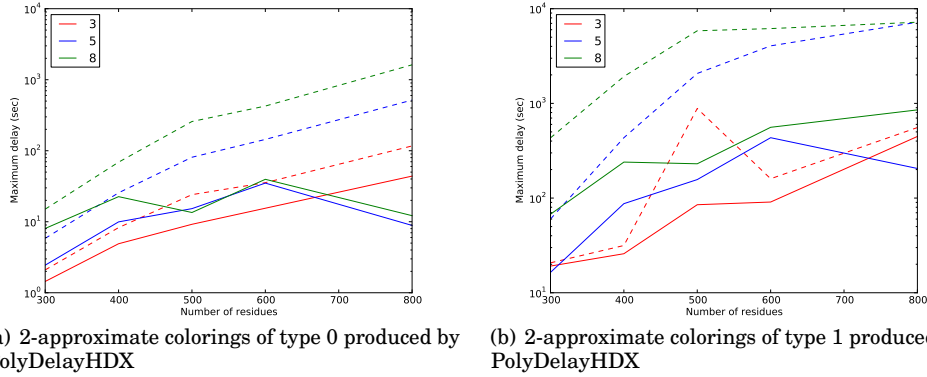 10^4
10^3
10^2
10^1
10^0
Maximum delay (sec)
3
5
8
300 400 500 600 700 800
Number of residues
10^4
10^3
10^2
10^1
Maximum delay (sec)
3
5
8
300 400 500 600 700 800
Number of residues
) 2-approximate colorings of type 0 produced by
olyDelayHDX
(b) 2-approximate colorings of type 1 produce
PolyDelayHDX